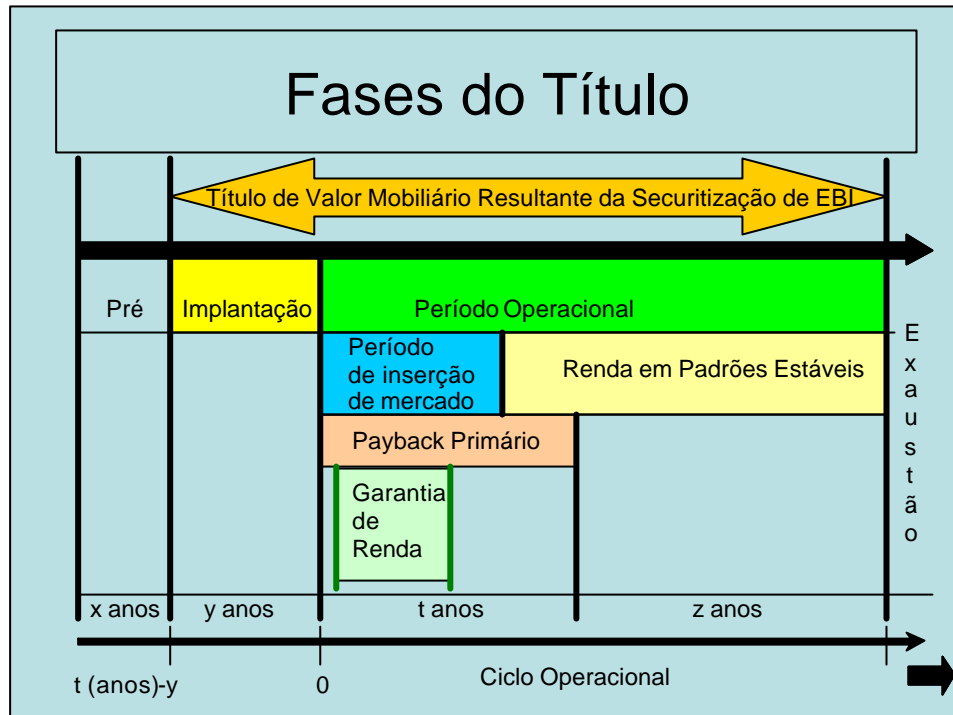 Fases do Título
Título de Valor Mobiliário Resultante da Securitização de EBI
Pré
Implantação
Período Operacional
Período
de inserção
de mercado
Renda em Padrões Estáveis
Payback Primário
Garantia
de
Renda
E
x
a
u
s
t
ã
o
x anos
y anos
t anos
z anos
t (anos)
-y
0
Ciclo Operacional